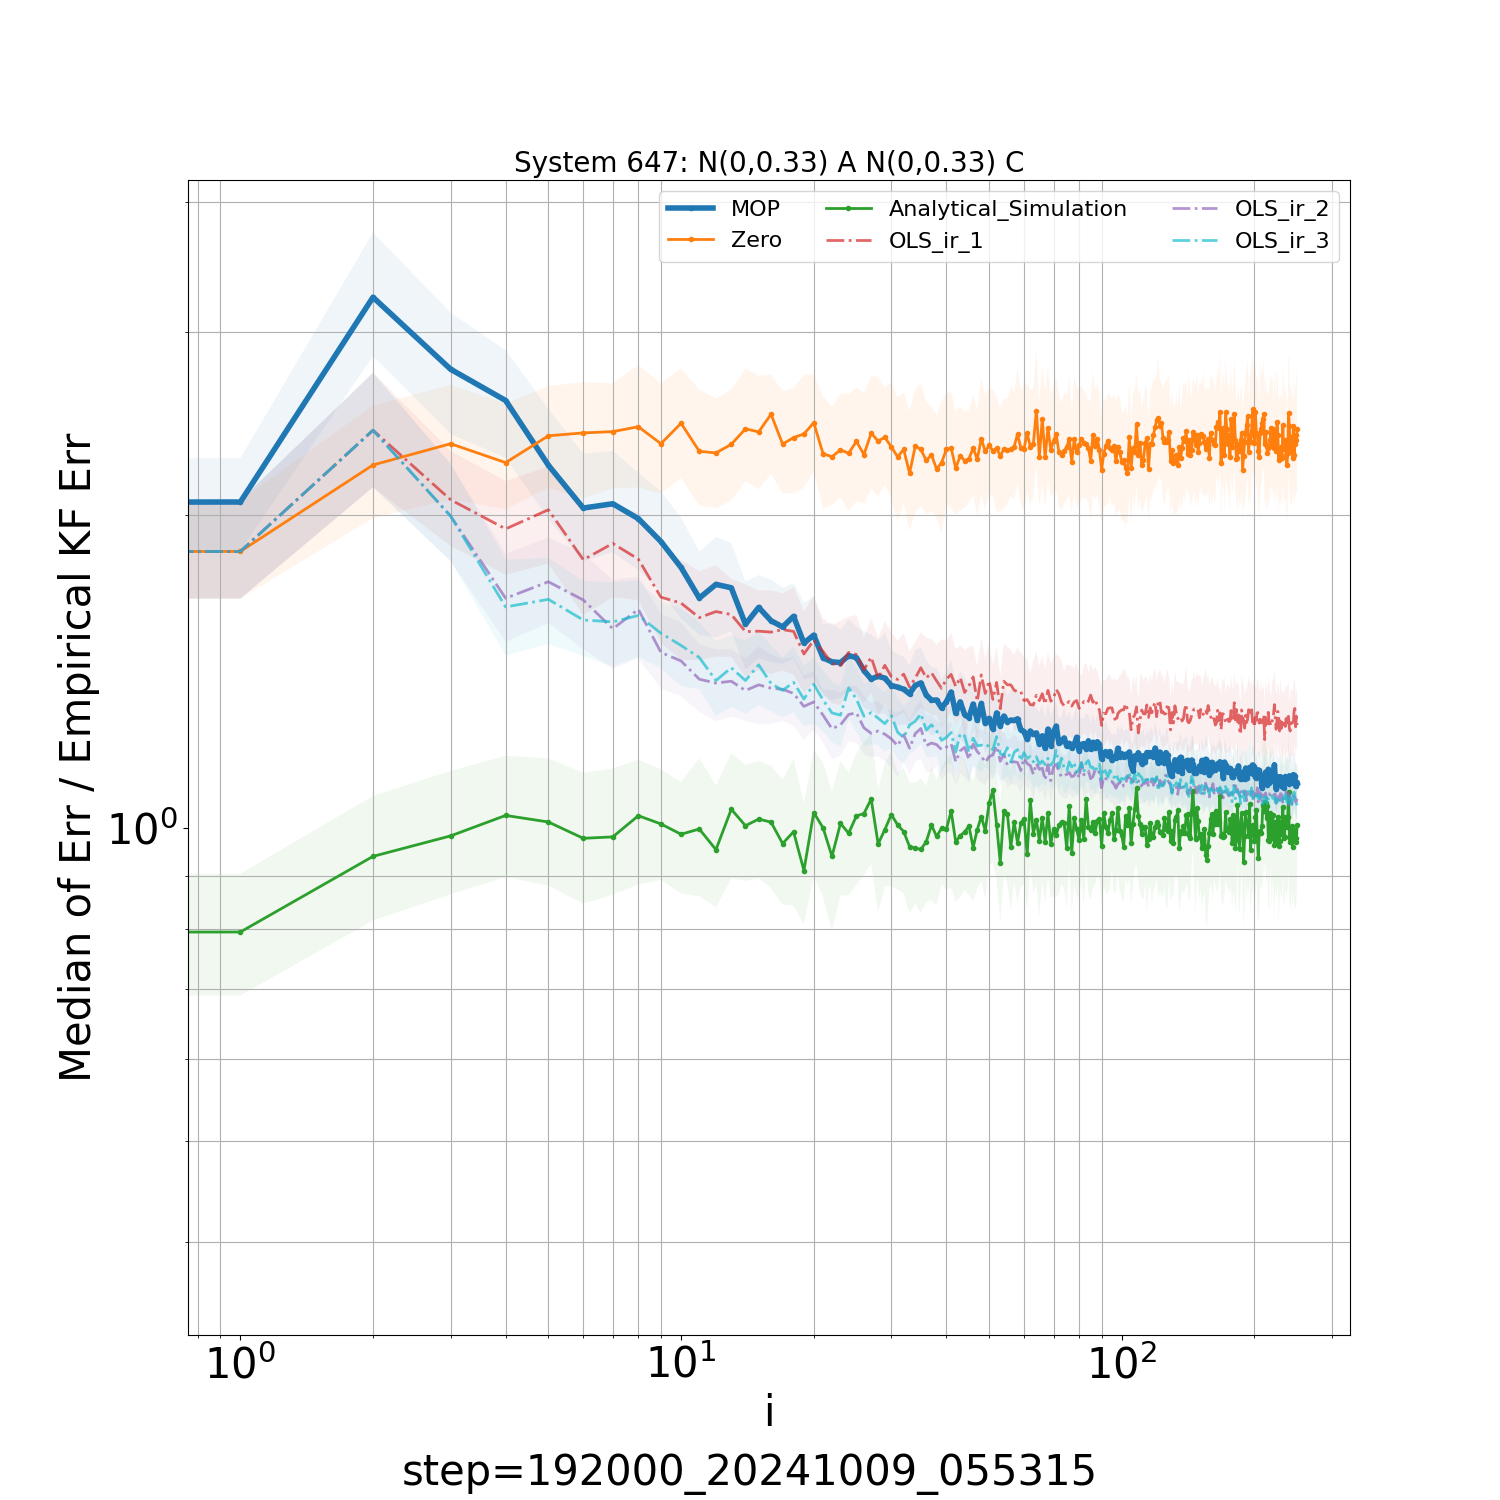 System 647: N(0,0.33) A N(0,0.33) C
MOP
Zero
Analytical_Simulation
OLS_ir_1
OLS_ir_2
OLS_ir_3
Median of Err / Empirical KF Err
10⁰
10⁰
10¹
10²
i
step=192000_20241009_055315